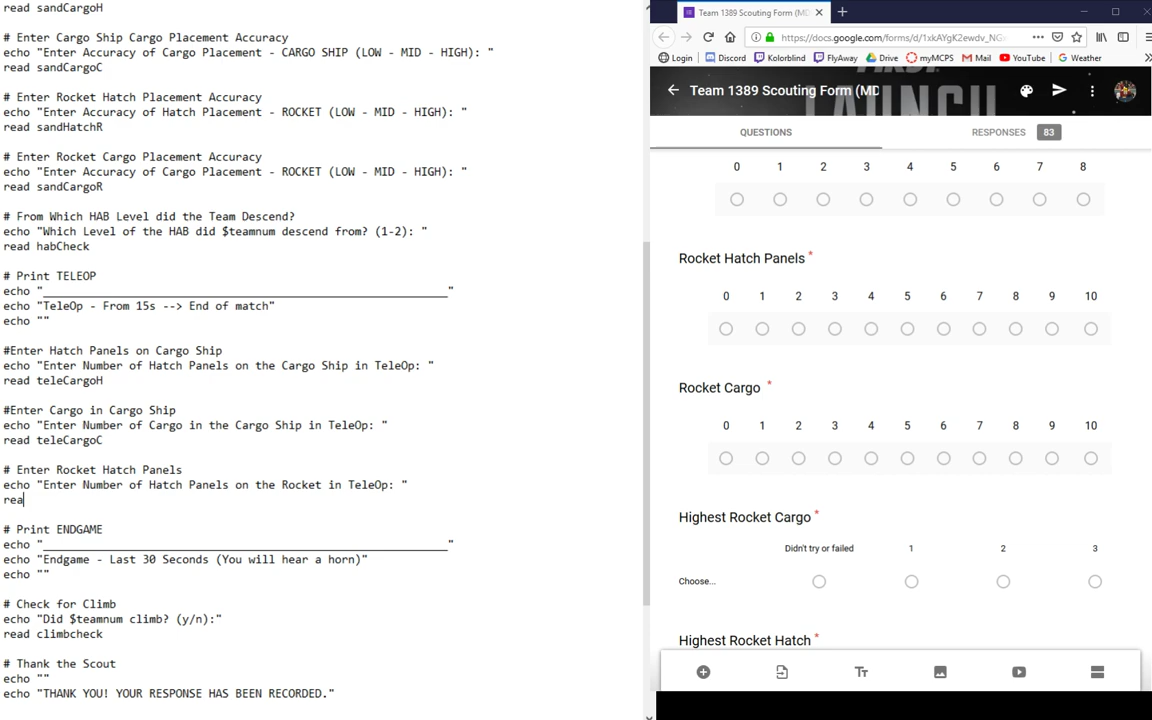 read sandCargoH
# Enter Cargo Ship Cargo Placement Accuracy
echo "Enter Accuracy of Cargo Placement - CARGO SHIP (LOW - MID - HIGH): "
read sandCargoC
# Enter Rocket Hatch Placement Accuracy
echo "Enter Accuracy of Hatch Placement - ROCKET (LOW - MID - HIGH): "
read sandHatchR
# Enter Rocket Cargo Placement Accuracy
echo "Enter Accuracy of Cargo Placement - ROCKET (LOW - MID - HIGH): "
read sandCargoR
# From Which HAB Level did the Team Descend?
echo "Which Level of the HAB did $teamnum descend from? (1-2): "
read habCheck
# Print TELEOP
echo "______________________________________________________________"
echo "TeleOp - From 15s --> End of match"
echo ""
#Enter Hatch Panels on Cargo Ship
echo "Enter Number of Hatch Panels on the Cargo Ship in TeleOp: "
read teleCargoH
#Enter Cargo in Cargo Ship
echo "Enter Number of Cargo in the Cargo Ship in TeleOp: "
read teleCargoC
# Enter Rocket Hatch Panels
echo "Enter Number of Hatch Panels on the Rocket in TeleOp: "
rea
# Print ENDGAME
echo "______________________________________________________________"
echo "Endgame - Last 30 Seconds (You will hear a horn)"
echo ""
# Check for Climb
echo "Did $teamnum climb? (y/n):"
read climbcheck
# Thank the Scout
echo ""
echo "THANK YOU! YOUR RESPONSE HAS BEEN RECORDED."
Team 1389 Scouting Form (MD
https://docs.google.com/forms/d/1xkAYgK2ewdv_NG
Login Discord Kolorblind FlyAway Drive myMCPS Mail YouTube Weather
FIRST
LAUNCH
Team 1389 Scouting Form (MD
QUESTIONS RESPONSES 83
0 1 2 3 4 5 6 7 8
Rocket Hatch Panels *
0 1 2 3 4 5 6 7 8 9 10
Rocket Cargo *
0 1 2 3 4 5 6 7 8 9 10
Highest Rocket Cargo *
Didn't try or failed 1 2 3
Choose...
Highest Rocket Hatch *